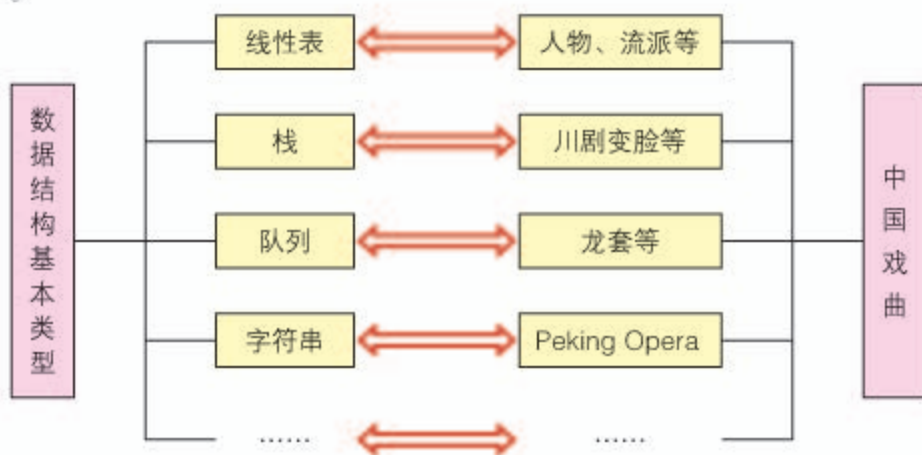 数据结构基本类型
线性表
人物、流派等
栈
川剧变脸等
队列
龙套等
字符串
Peking Opera
……
……
中国戏曲